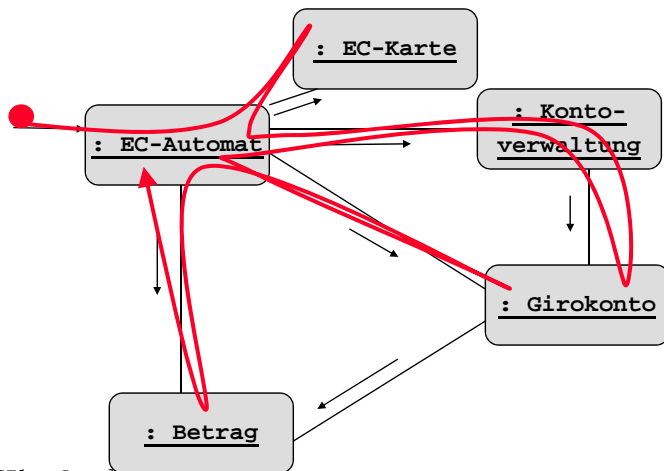 : EC-Karte
: Konto-
verwaltung
: EC-Automat
: Girokonto
: Betrag